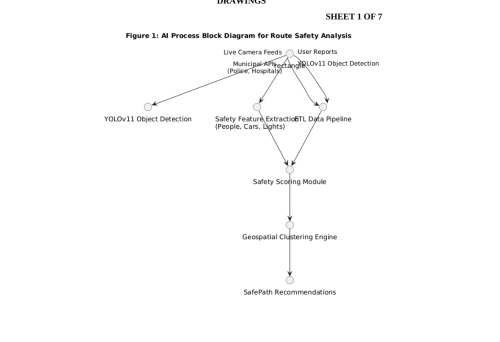 DRAWINGS
SHEET 1 OF 7
Figure 1: AI Process Block Diagram for Route Safety Analysis
Live Camera Feeds
User Reports
Municipal APIs
(Police, Hospitals)
rectangle
YOLOv11 Object Detection
YOLOv11 Object Detection
Safety Feature Extraction
(People, Cars, Lights)
ETL Data Pipeline
Safety Scoring Module
Geospatial Clustering Engine
SafePath Recommendations